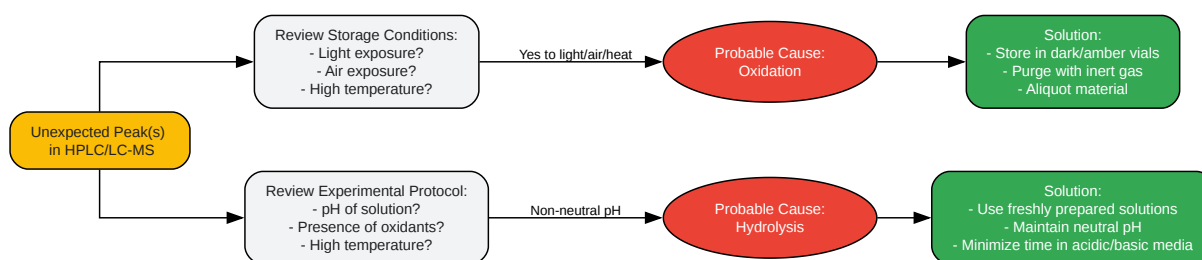 Unexpected Peak(s)
in HPLC/LC-MS
Review Storage Conditions:
- Light exposure?
- Air exposure?
- High temperature?
Yes to light/air/heat
Probable Cause:
Oxidation
Solution:
- Store in dark/amber vials
- Purge with inert gas
- Aliquot material
Review Experimental Protocol:
- pH of solution?
- Presence of oxidants?
- High temperature?
Non-neutral pH
Probable Cause:
Hydrolysis
Solution:
- Use freshly prepared solutions
- Maintain neutral pH
- Minimize time in acidic/basic media